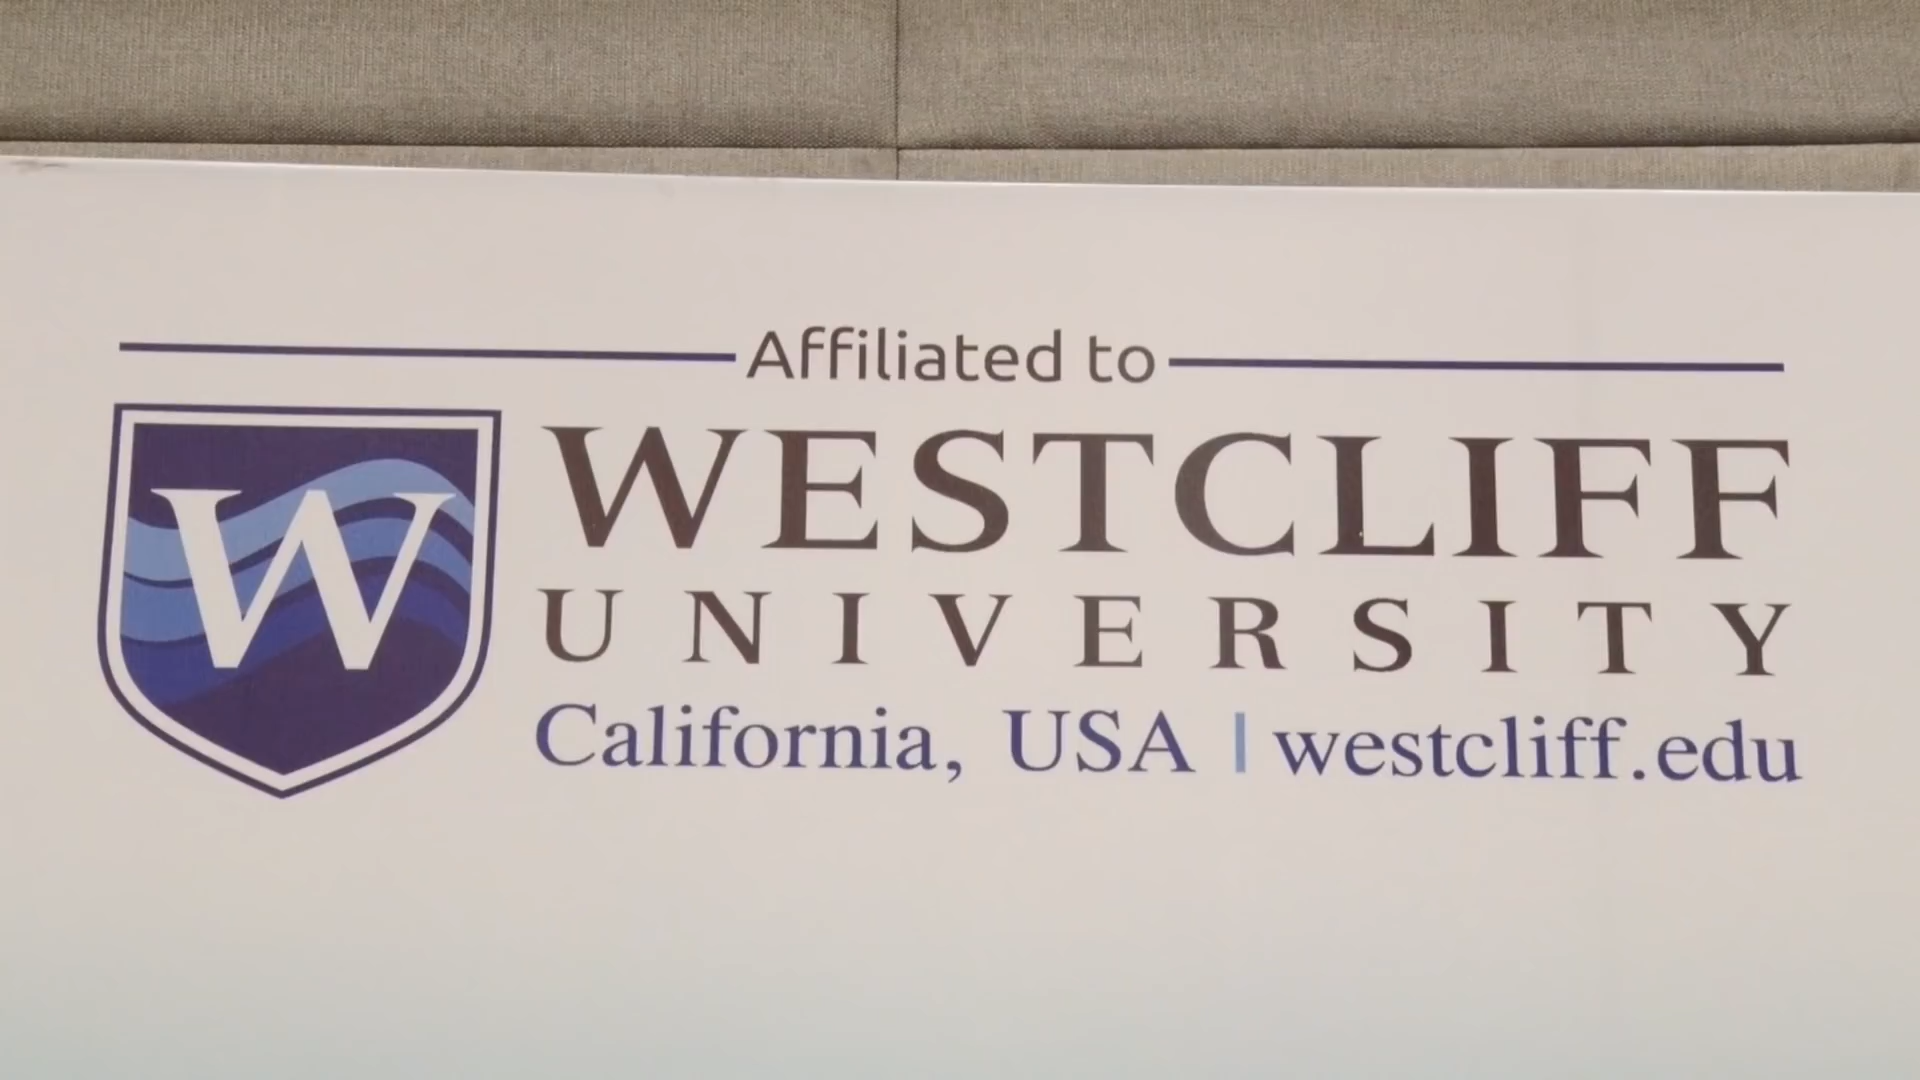 Affiliated to
W
WESTCLIFF
UNIVERSITY
California, USA | westcliff.edu